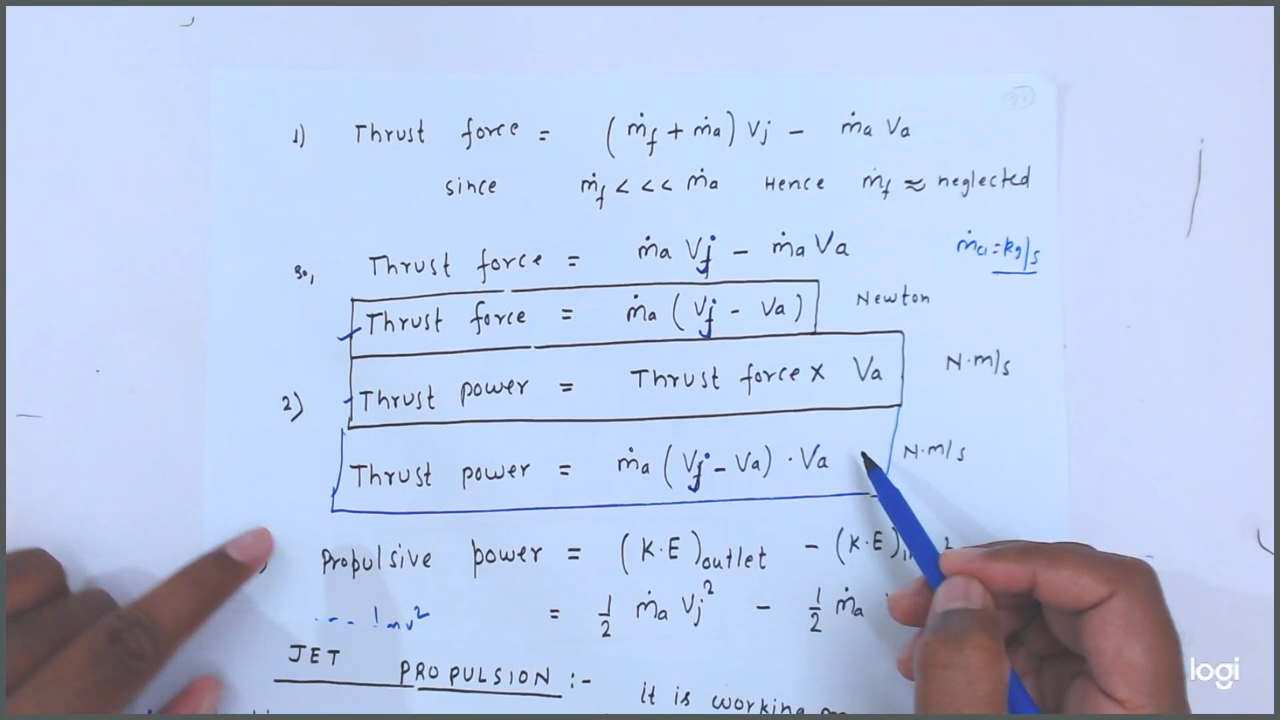 1) Thrust force = (ṁf + ṁa) Vj - ṁa Va
since ṁf < < < ṁa Hence ṁf ≈ neglected
so, Thrust force = ṁa Vj - ṁa Va
ṁa = kg/s
Thrust force = ṁa (Vj - Va) Newton
2) Thrust power = Thrust force × Va N.m/s
Thrust power = ṁa (Vj - Va) . Va N.m/s
Propulsive power = (K.E)outlet - (K.E)
= 1/2 ṁa Vj² - 1/2 ṁa
JET PROPULSION :-
it is working
logi